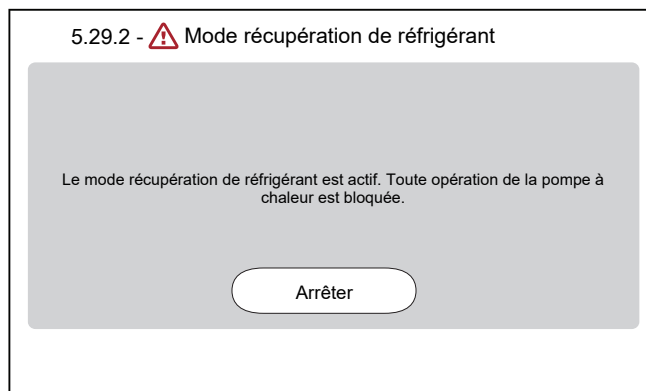 5.29.2 - Mode récupération de réfrigérant
Le mode récupération de réfrigérant est actif. Toute opération de la pompe à
chaleur est bloquée.
Arrêter